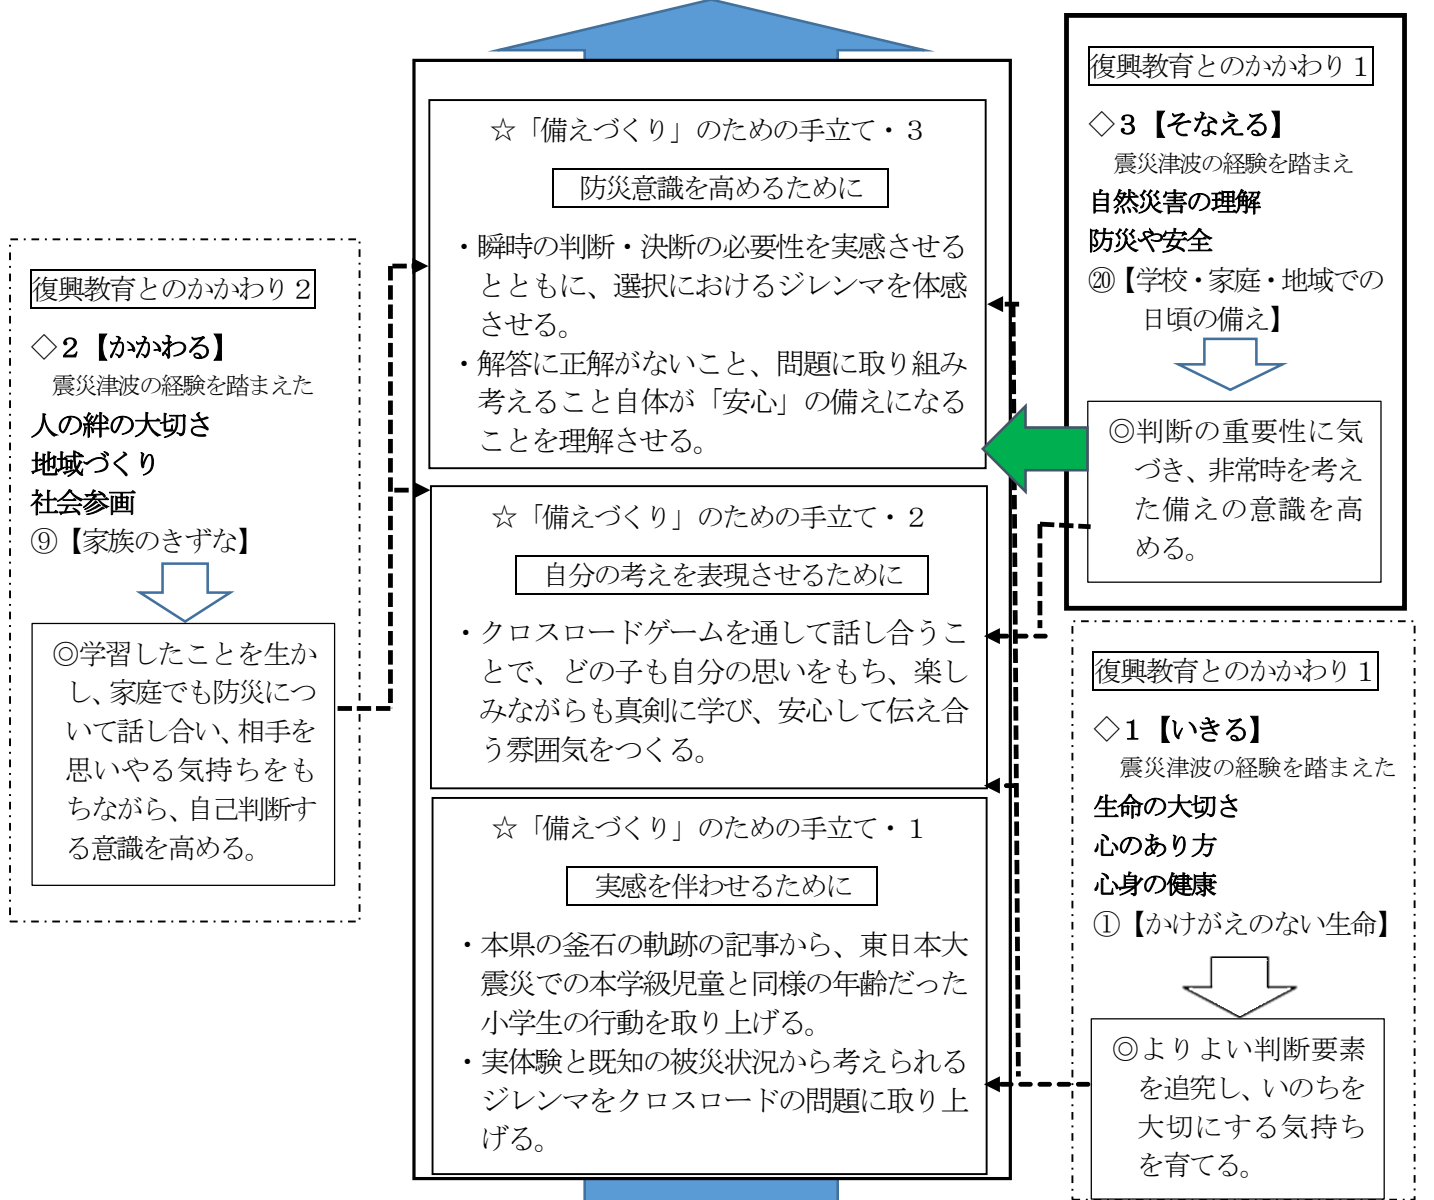 ☆「備えづくり」のための手立て・３
防災意識を高めるために
・瞬時の判断・決断の必要性を実感させる
とともに、選択におけるジレンマを体感
させる。
・解答に正解がないこと、問題に取り組み
考えること自体が「安心」の備えになる
ことを理解させる。
☆「備えづくり」のための手立て・２
自分の考えを表現させるために
・クロスロードゲームを通して話し合うこ
とで、どの子も自分の思いをもち、楽し
みながらも真剣に学び、安心して伝え合
う雰囲気をつくる。
☆「備えづくり」のための手立て・１
実感を伴わせるために
・本県の釜石の軌跡の記事から、東日本大
震災での本学級児童と同様の年齢だった
小学生の行動を取り上げる。
・実体験と既知の被災状況から考えられる
ジレンマをクロスロードの問題に取り上
げる。
復興教育とのかかわり２
◇２【かかわる】
震災津波の経験を踏まえた
人の絆の大切さ
地域づくり
社会参画
⑨【家族のきずな】
◎学習したことを生か
し、家庭でも防災につ
いて話し合い、相手を
思いやる気持ちをも
ちながら、自己判断す
る意識を高める。
復興教育とのかかわり１
◇３【そなえる】
震災津波の経験を踏まえ
自然災害の理解
防災や安全
⑳【学校・家庭・地域での
日頃の備え】
◎判断の重要性に気
づき、非常時を考え
た備えの意識を高
める。
復興教育とのかかわり１
◇１【いきる】
震災津波の経験を踏まえた
生命の大切さ
心のあり方
心身の健康
①【かけがえのない生命】
◎よりよい判断要素
を追究し、いのちを
大切にする気持ち
を育てる。